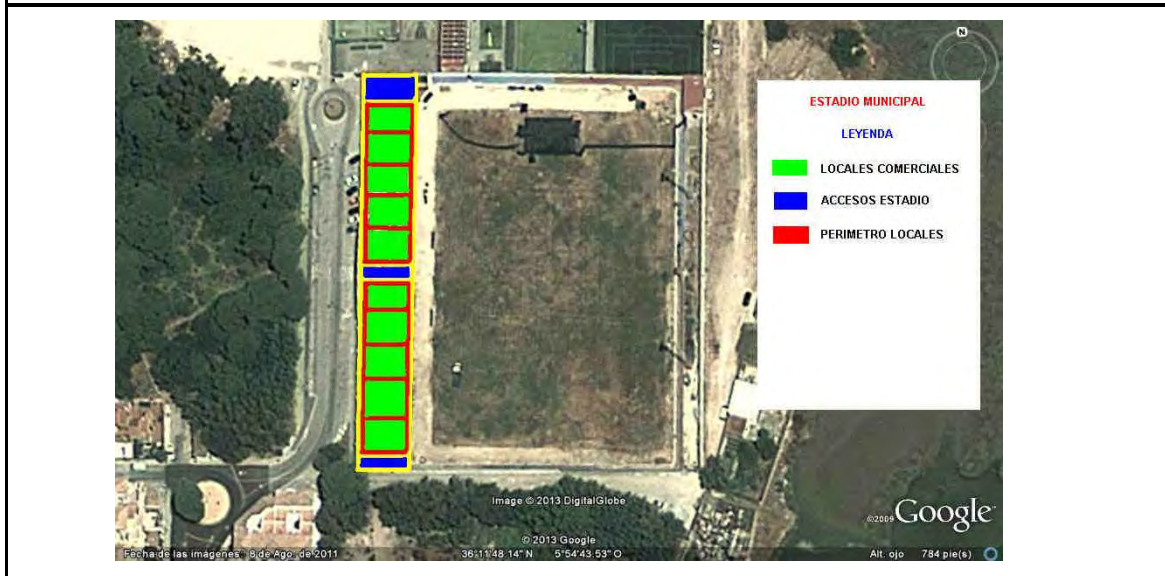 N
ESTADIO MUNICIPAL
LEYENDA
LOCALES COMERCIALES
ACCESOS ESTADIO
PERIMETRO LOCALES
Image © 2013 DigitalGlobe
©2009 Google
© 2013 Google
Fecha de las imágenes: 8 de Ago. de 2011 36°11'48.14" N 5°54'43.53" O Alt. ojo 784 pie(s)